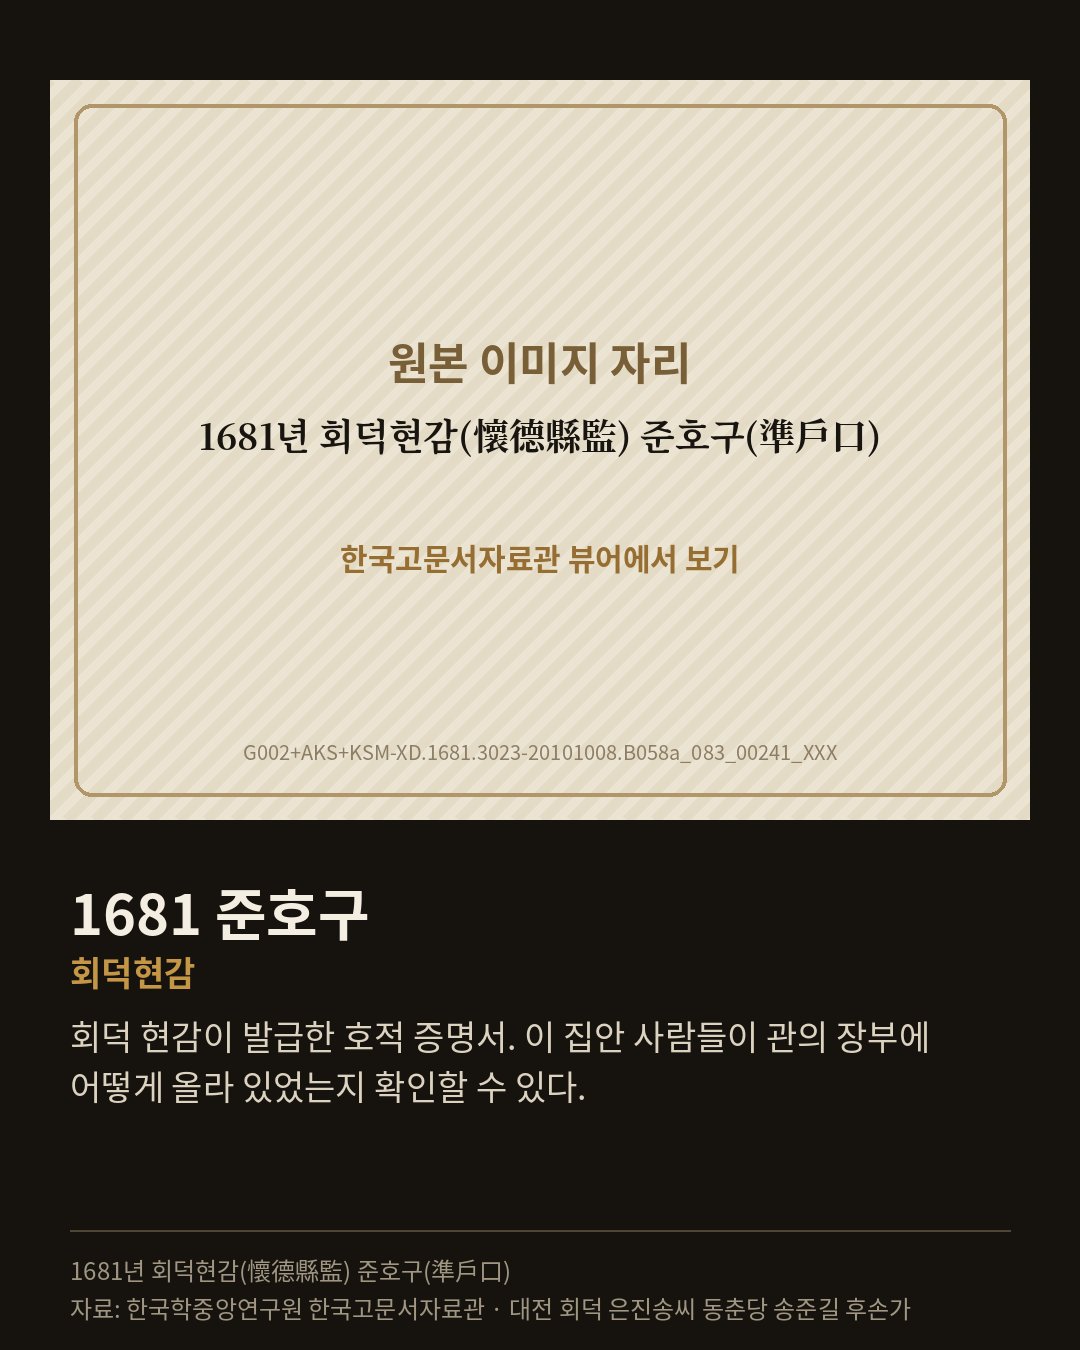 원본 이미지 자리
1681년 회덕현감(懷德縣監) 준호구(準戶口)
한국고문서자료관 뷰어에서 보기
G002+AKS+KSM-XD.1681.3023-20101008.B058a_083_00241_XXX
1681 준호구
회덕현감
회덕 현감이 발급한 호적 증명서. 이 집안 사람들이 관의 장부에
어떻게 올라 있었는지 확인할 수 있다.
1681년 회덕현감(懷德縣監) 준호구(準戶口)
자료: 한국학중앙연구원 한국고문서자료관 · 대전 회덕 은진송씨 동춘당 송준길 후손가